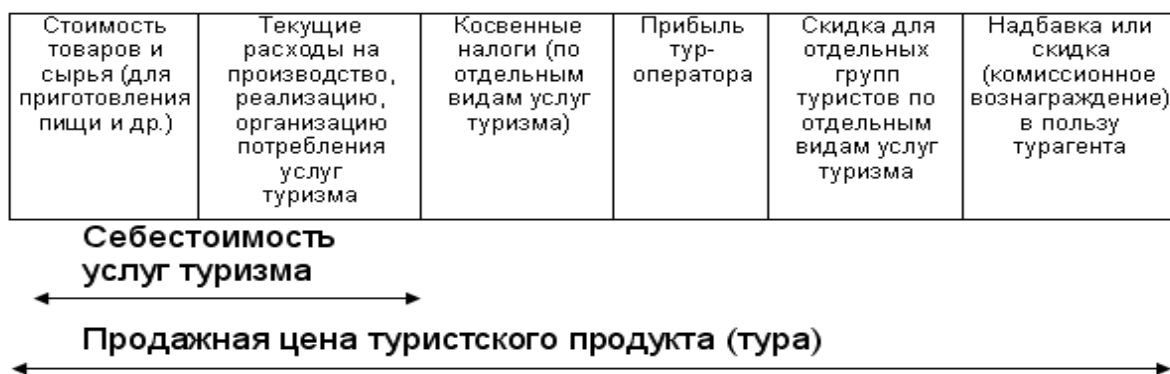 Стоимость
товаров и
сырья (для
приготовления
пищи и др.)
Текущие
расходы на
производство,
реализацию,
организацию
потребления
услуг
туризма
Косвенные
налоги (по
отдельным
видам услуг
туризма)
Прибыль
тур-
оператора
Скидка для
отдельных
групп
туристов по
отдельным
видам услуг
туризма
Надбавка или
скидка
(комиссионное
вознаграждение)
в пользу
турагента
Себестоимость
услуг туризма
Продажная цена туристского продукта (тура)